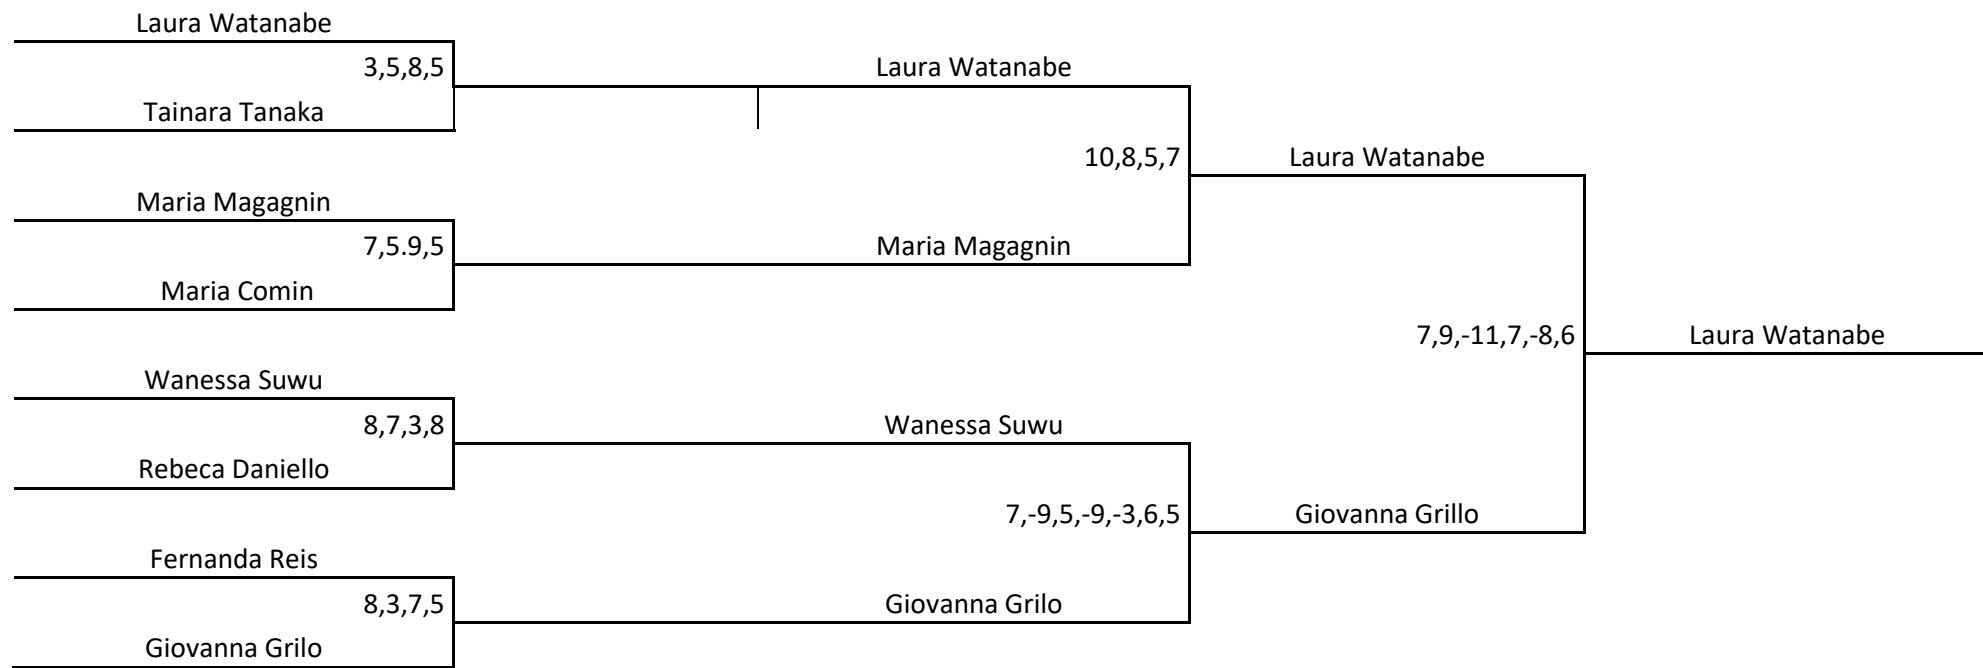 Laura Watanabe
3,5,8,5
Laura Watanabe
Tainara Tanaka
10,8,5,7
Laura Watanabe
Maria Magagnin
7,5.9,5
Maria Magagnin
Maria Comin
7,9,-11,7,-8,6
Laura Watanabe
Wanessa Suwu
8,7,3,8
Wanessa Suwu
Rebeca Daniello
7,-9,5,-9,-3,6,5
Giovanna Grillo
Fernanda Reis
8,3,7,5
Giovanna Grilo
Giovanna Grilo